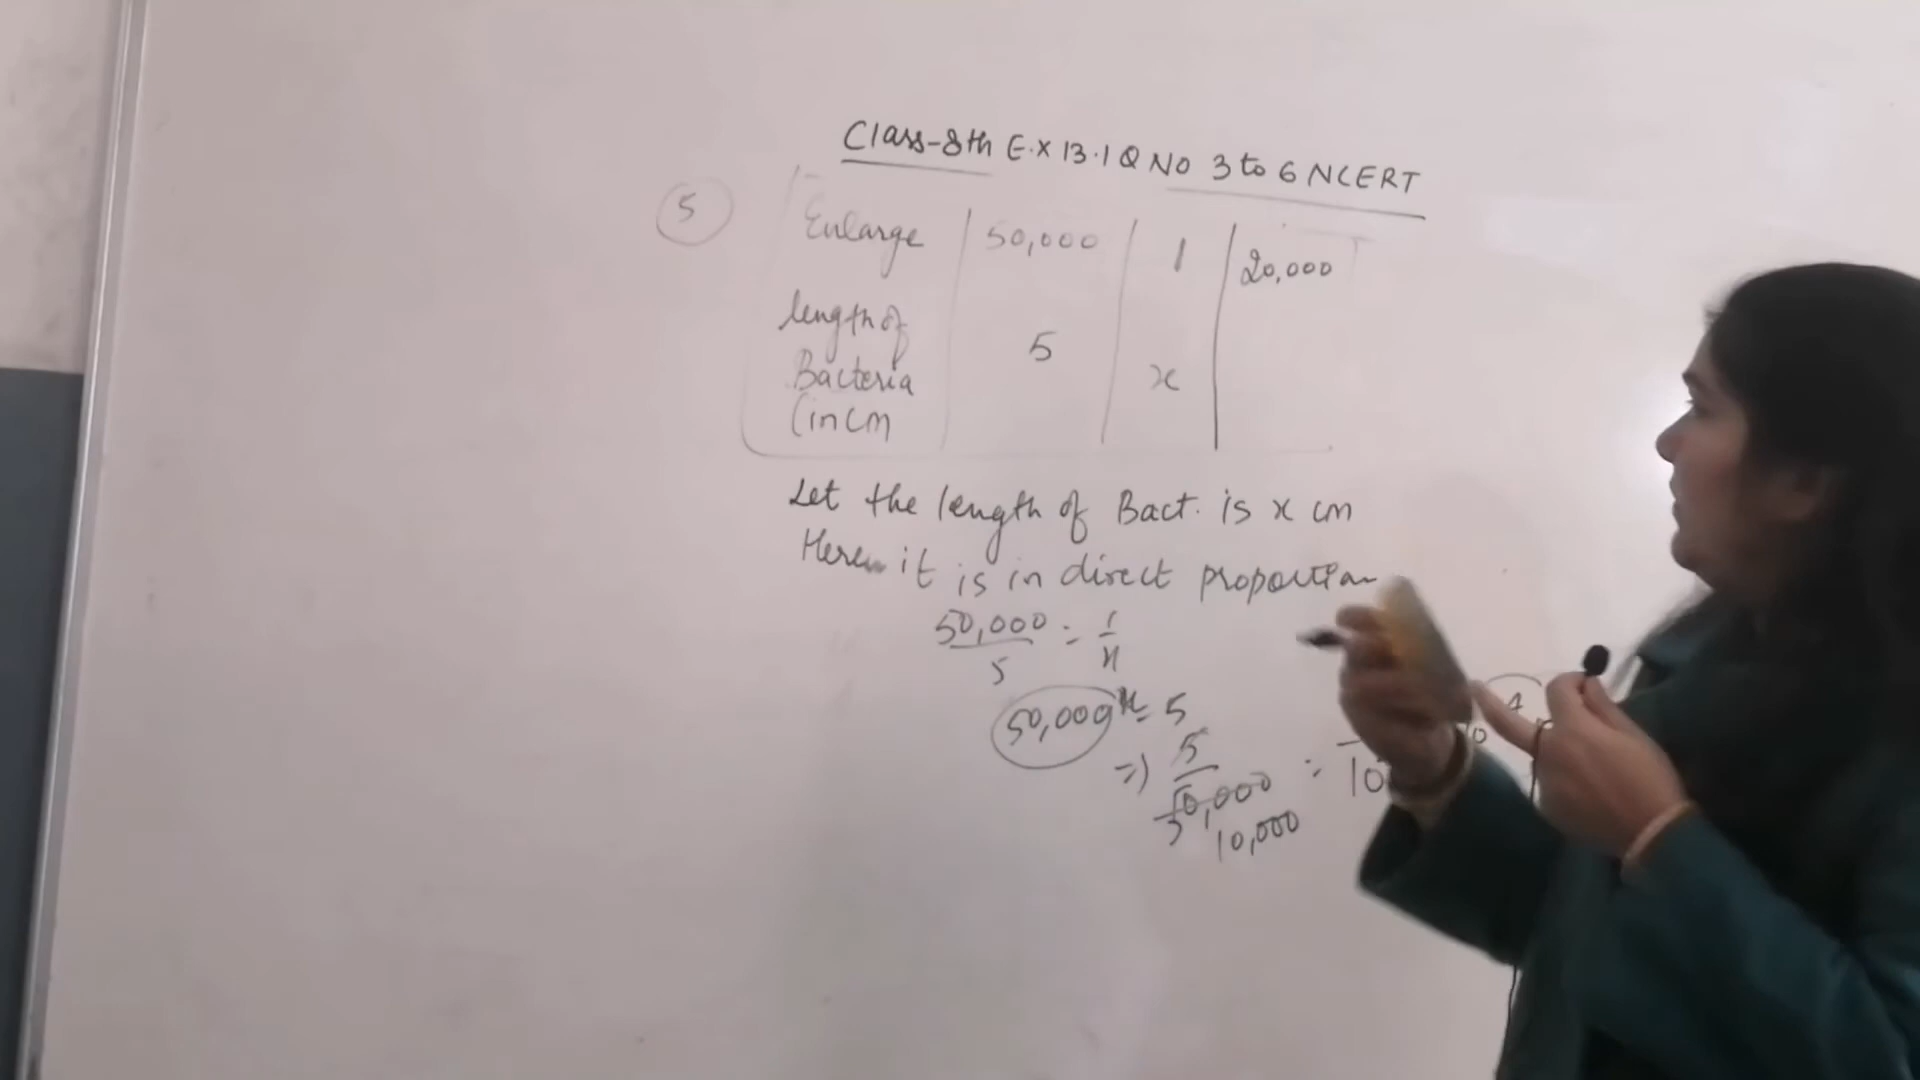 Class-8th E.x 13.1 Q No 3 to 6 NCERT
5
Enlarge 50,000 1 20,000
length of
Bacteria
(in cm
5 x
Let the length of Bact. is x cm
Here it is in direct proportion
50,000/5 = 1/x
50,000x = 5
=) 5/50,000 =
10,000